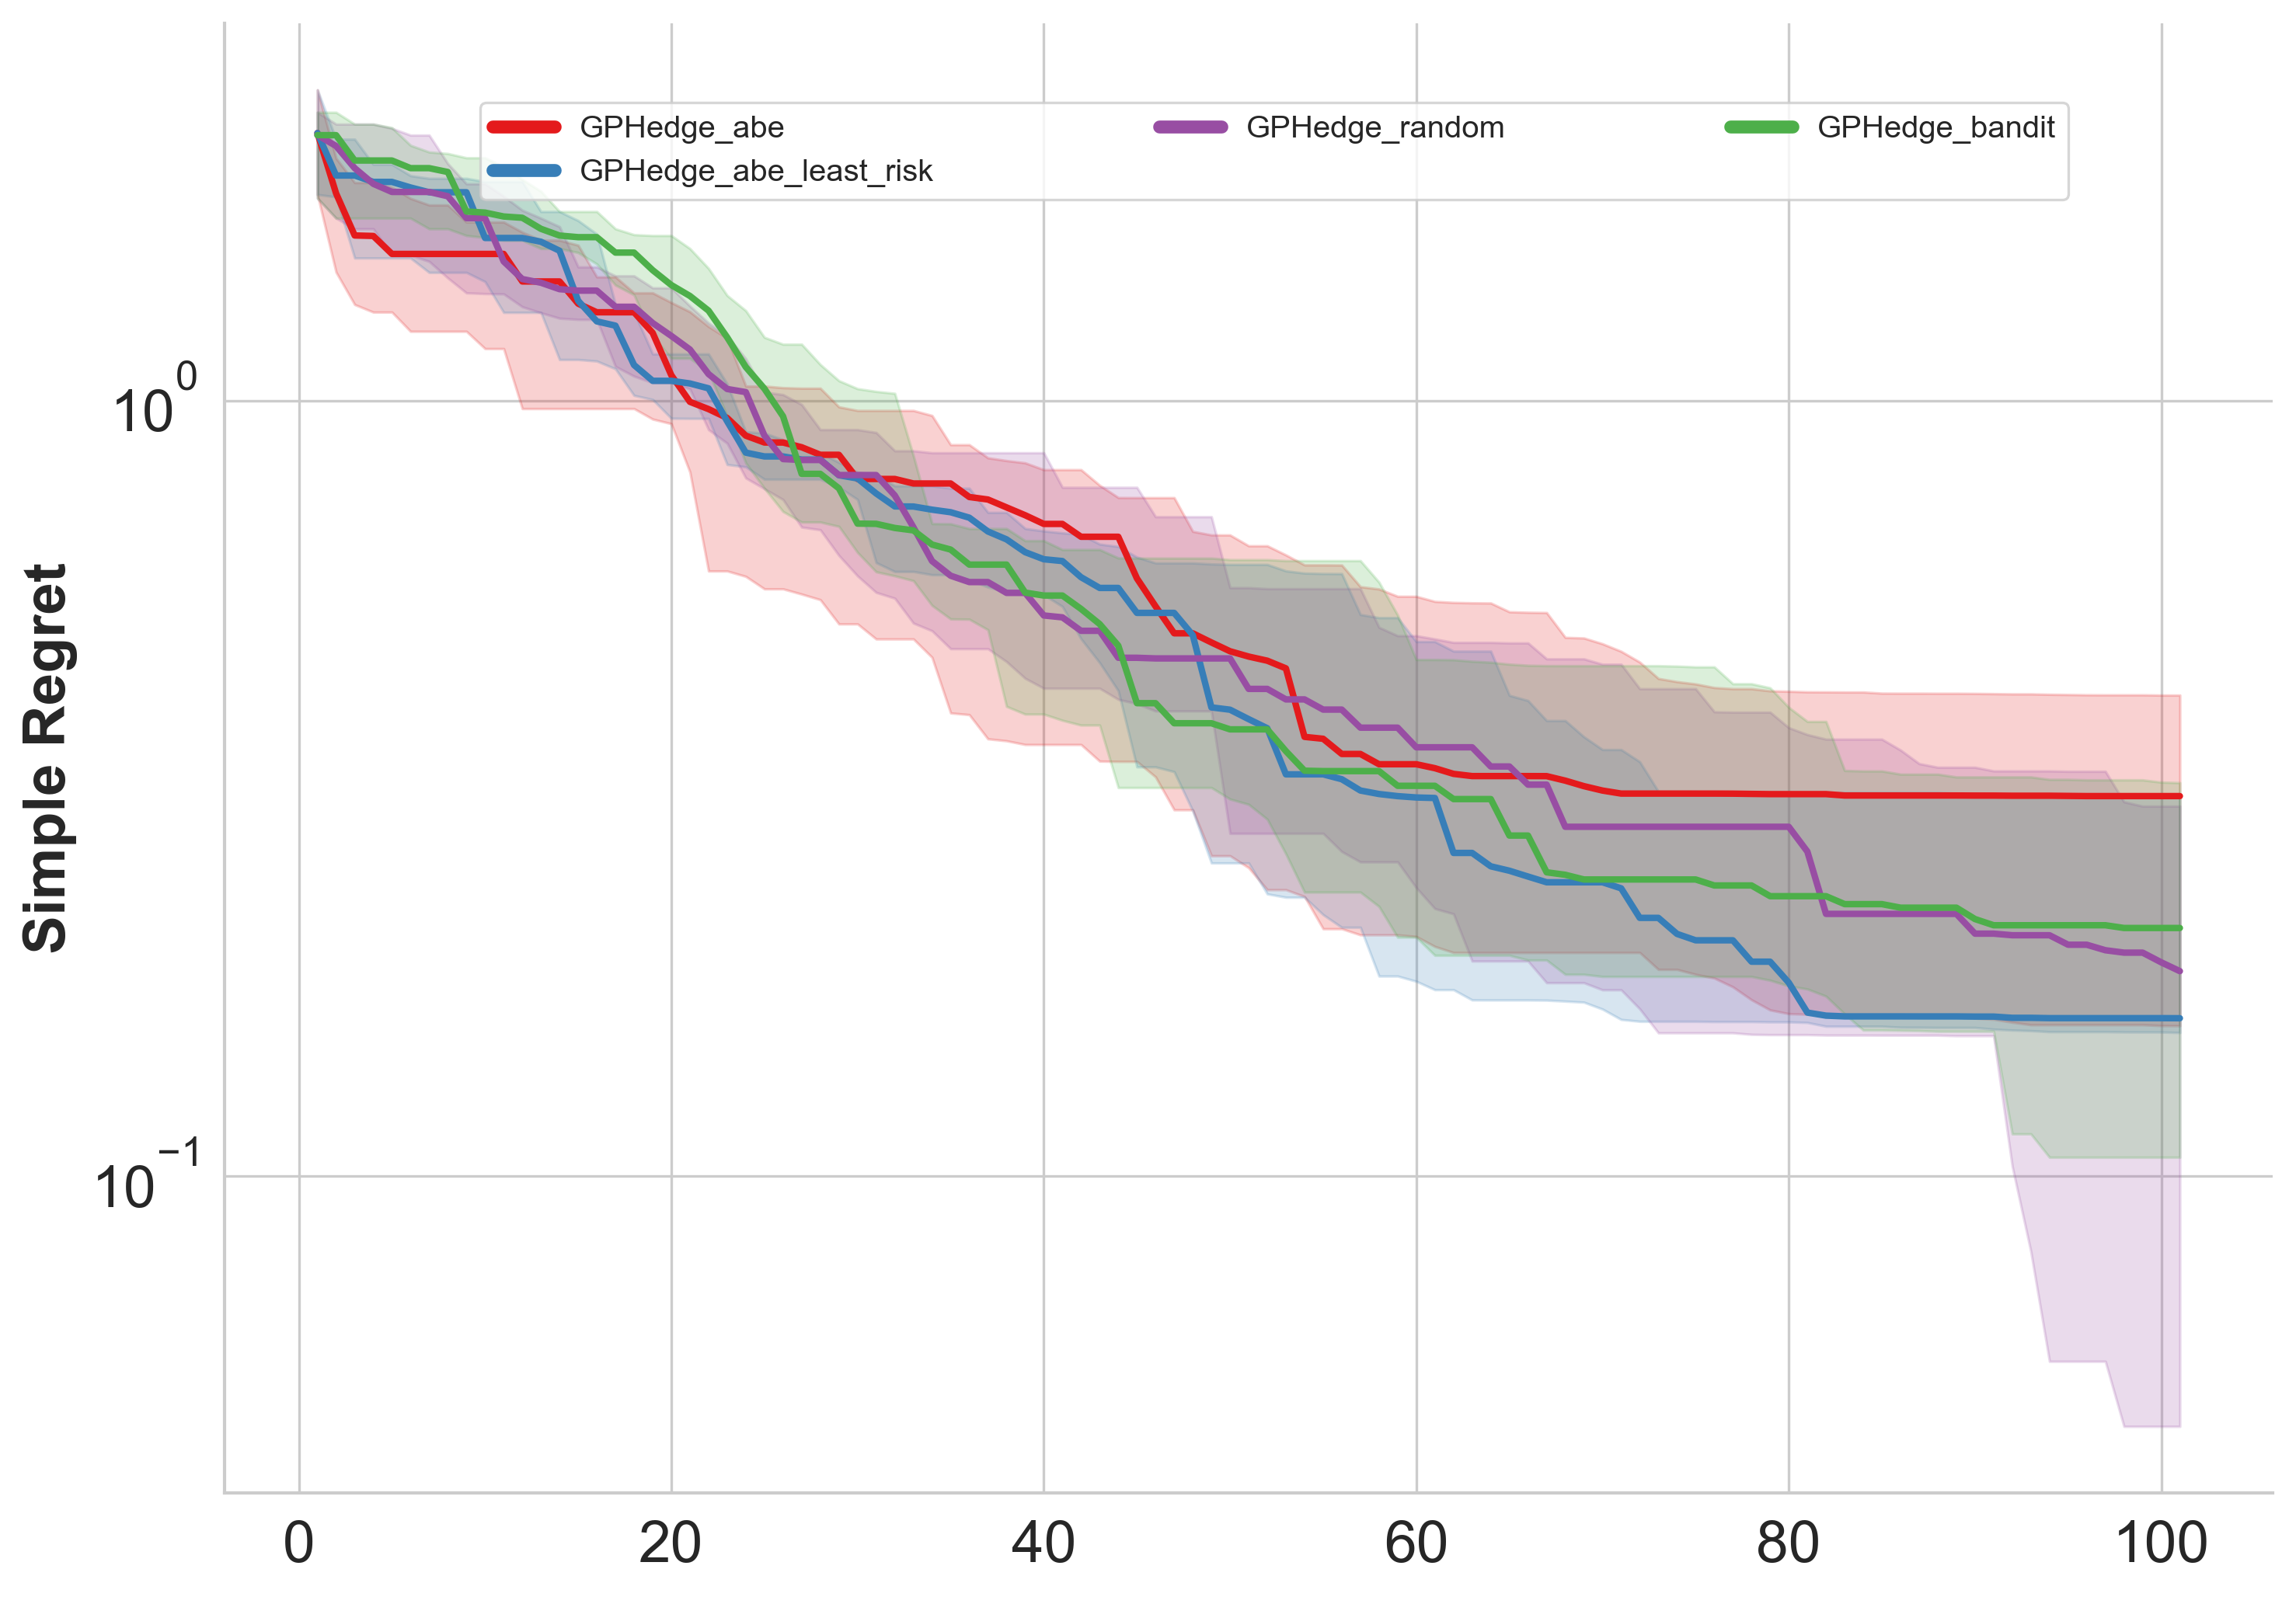 GPHedge_abe
GPHedge_random
GPHedge_bandit
GPHedge_abe_least_risk
10^0
Simple Regret
10^−1
0 20 40 60 80 100